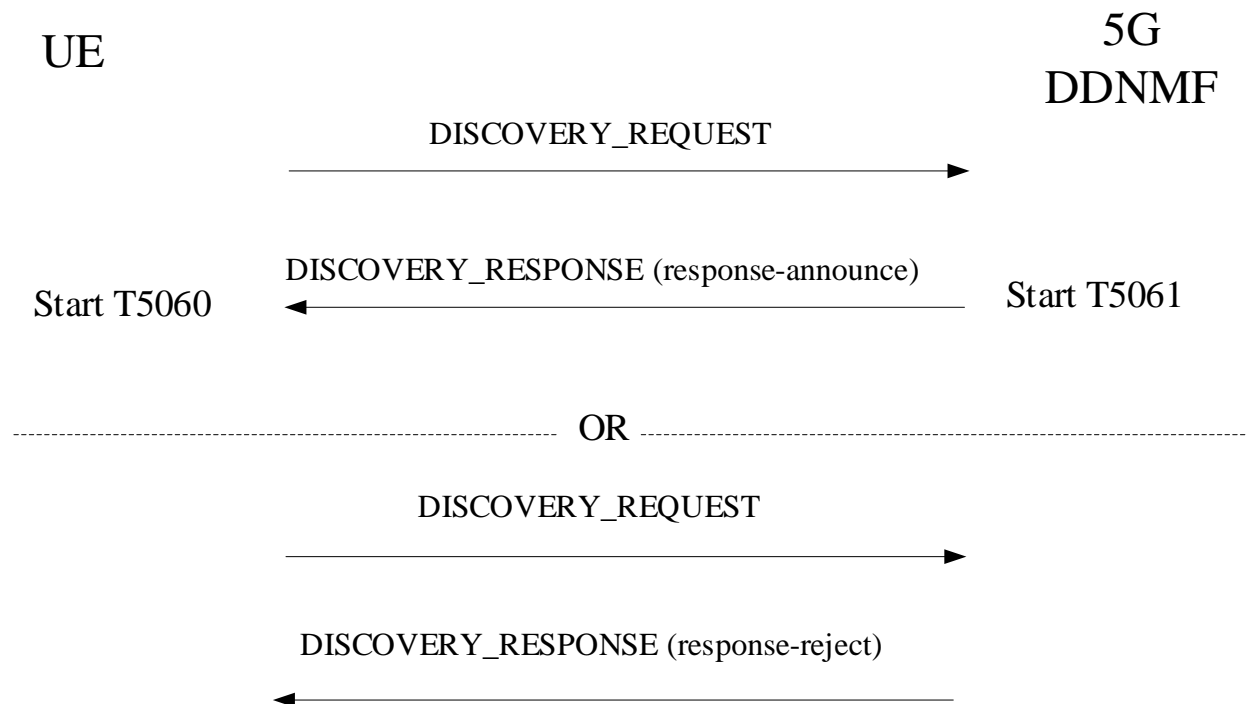 UE
5G
DDNMF
DISCOVERY_REQUEST
DISCOVERY_RESPONSE (response-announce)
Start T5060
Start T5061
OR
DISCOVERY_REQUEST
DISCOVERY_RESPONSE (response-reject)